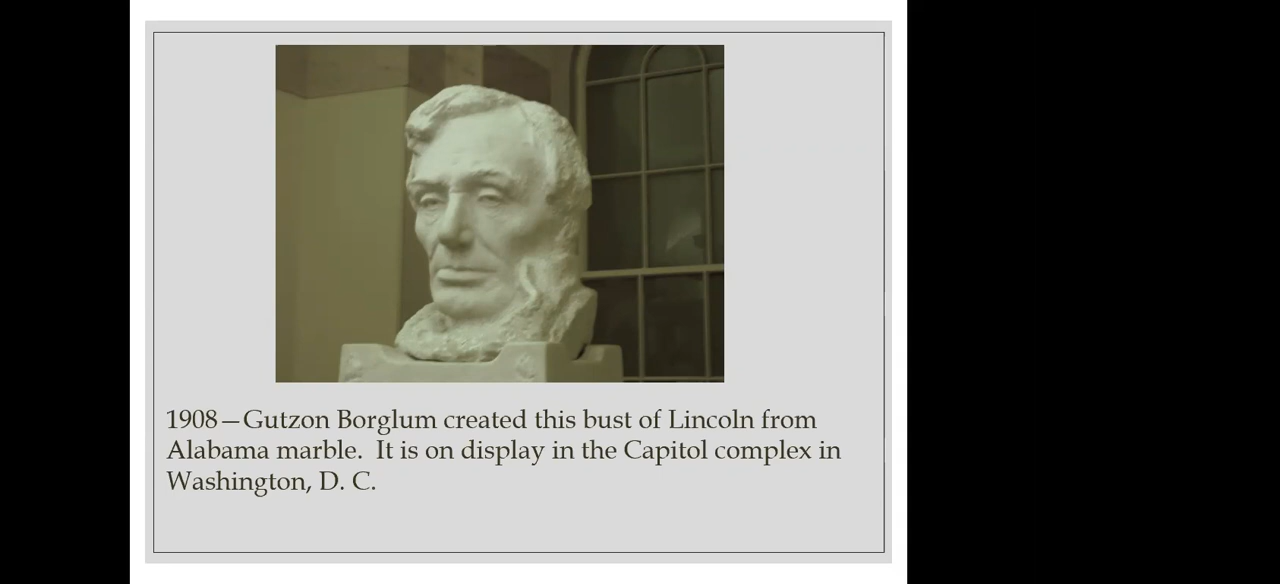 1908—Gutzon Borglum created this bust of Lincoln from
Alabama marble.  It is on display in the Capitol complex in
Washington, D. C.